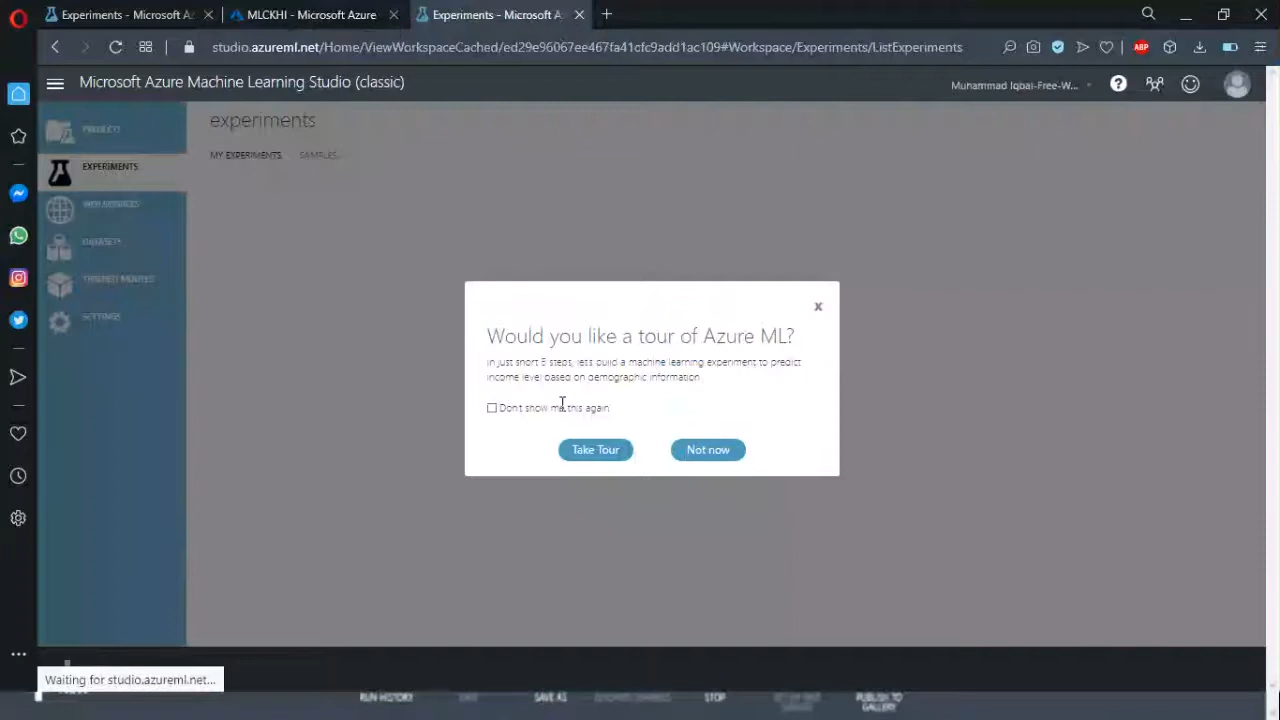 Experiments - Microsoft Az
MLCKHI - Microsoft Azure
Experiments - Microsoft A
studio.azureml.net/Home/ViewWorkspaceCached/ed29e96067ee467fa41cfc9add1ac109#Workspace/Experiments/ListExperiments
ABP
Microsoft Azure Machine Learning Studio (classic)
Muhammad Iqbal-Free-W...
PROJECTS
EXPERIMENTS
WEB SERVICES
DATASETS
TRAINED MODELS
SETTINGS
experiments
MY EXPERIMENTS
SAMPLES
x
Would you like a tour of Azure ML?
In just short 5 steps, let's build a machine learning experiment to predict
income level based on demographic information
Don't show me this again
Take Tour
Not now
Waiting for studio.azureml.net...
RUN HISTORY
SAVE AS
STOP
PUBLISH TO
GALLERY